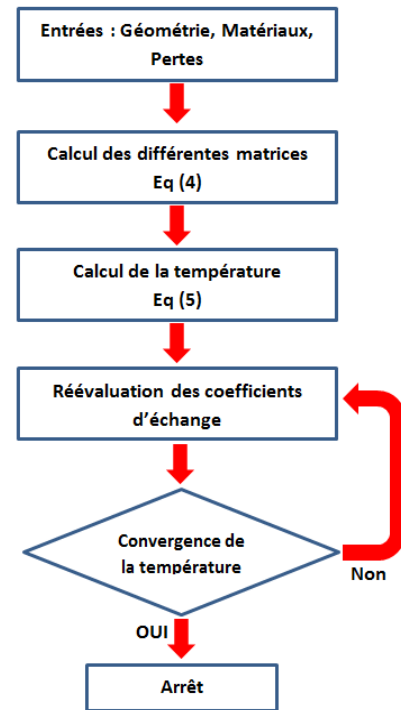 Entrées : Géométrie, Matériaux,
Pertes
Calcul des différentes matrices
Eq (4)
Calcul de la température
Eq (5)
Réévaluation des coefficients
d'échange
Convergence de
la température
Non
OUI
Arrêt